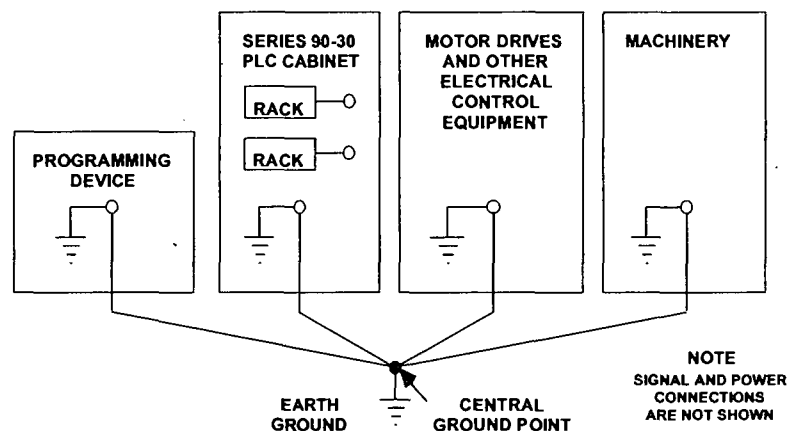 PROGRAMMING
DEVICE
SERIES 90-30
PLC CABINET
RACK
RACK
MOTOR DRIVES
AND OTHER
ELECTRICAL
CONTROL
EQUIPMENT
MACHINERY
EARTH
GROUND
CENTRAL
GROUND POINT
NOTE
SIGNAL AND POWER
CONNECTIONS
ARE NOT SHOWN